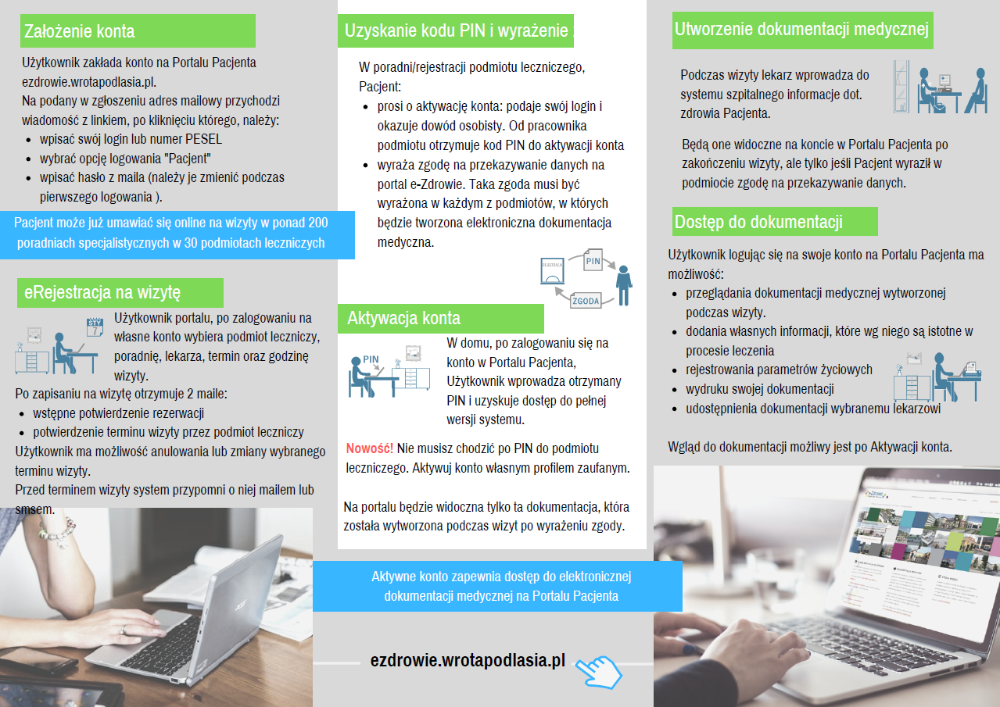 Założenie konta
Użytkownik zakłada konto na Portalu Pacjenta
ezdrowie.wrotapodlasia.pl.
Na podany w zgłoszeniu adres mailowy przychodzi
wiadomość z linkiem, po kliknięciu którego, należy:
• wpisać swój login lub numer PESEL
• wybrać opcję logowania "Pacjent"
• wpisać hasło z maila (należy je zmienić podczas
pierwszego logowania ).
Pacjent może już umawiać się online na wizyty w ponad 200
poradniach specjalistycznych w 30 podmiotach leczniczych
eRejestracja na wizytę
STY
7
Użytkownik portalu, po zalogowaniu na
własne konto wybiera podmiot leczniczy,
poradnię, lekarza, termin oraz godzinę
wizyty.
Po zapisaniu na wizytę otrzymuje 2 maile:
• wstępne potwierdzenie rezerwacji
• potwierdzenie terminu wizyty przez podmiot leczniczy
Użytkownik ma możliwość anulowania lub zmiany wybranego
terminu wizyty.
Przed terminem wizyty system przypomni o niej mailem lub
smsem.
acer
Uzyskanie kodu PIN i wyrażenie
W poradni/rejestracji podmiotu leczniczego,
Pacjent:
• prosi o aktywację konta: podaje swój login i
okazuje dowód osobisty. Od pracownika
podmiotu otrzymuje kod PIN do aktywacji konta
• wyraża zgodę na przekazywanie danych na
portal e-Zdrowie. Taka zgoda musi być
wyrażona w każdym z podmiotów, w których
będzie tworzona elektroniczna dokumentacja
medyczna.
REJESTRACJA
PIN
ZGODA
Aktywacja konta
PIN
W domu, po zalogowaniu się na
konto w Portalu Pacjenta,
Użytkownik wprowadza otrzymany
PIN i uzyskuje dostęp do pełnej
wersji systemu.
Nowość! Nie musisz chodzić po PIN do podmiotu
leczniczego. Aktywuj konto własnym profilem zaufanym.
Na portalu będzie widoczna tylko ta dokumentacja, która
została wytworzona podczas wizyt po wyrażeniu zgody.
Aktywne konto zapewnia dostęp do elektronicznej
dokumentacji medycznej na Portalu Pacjenta
ezdrowie.wrotapodlasia.pl
Utworzenie dokumentacji medycznej
Podczas wizyty lekarz wprowadza do
systemu szpitalnego informacje dot.
zdrowia Pacjenta.
Będą one widoczne na koncie w Portalu Pacjenta po
zakończeniu wizyty, ale tylko jeśli Pacjent wyraził w
podmiocie zgodę na przekazywanie danych.
Dostęp do dokumentacji
Użytkownik logując się na swoje konto na Portalu Pacjenta ma
możliwość:
• przeglądania dokumentacji medycznej wytworzonej
podczas wizyty.
• dodania własnych informacji, które wg niego są istotne w
procesie leczenia
• rejestrowania parametrów życiowych
• wydruku swojej dokumentacji
• udostępnienia dokumentacji wybranemu lekarzowi
Wgląd do dokumentacji możliwy jest po Aktywacji konta.
e-Zdrowie